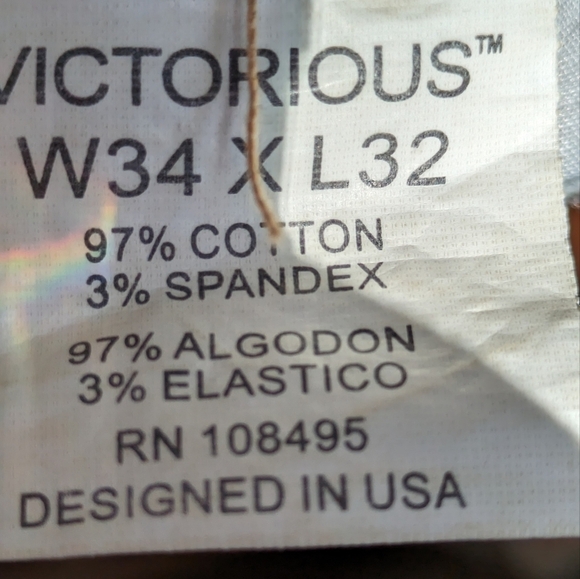 VICTORIOUS™
W34 X L32
97% COTTON
3% SPANDEX
97% ALGODON
3% ELASTICO
RN 108495
DESIGNED IN USA